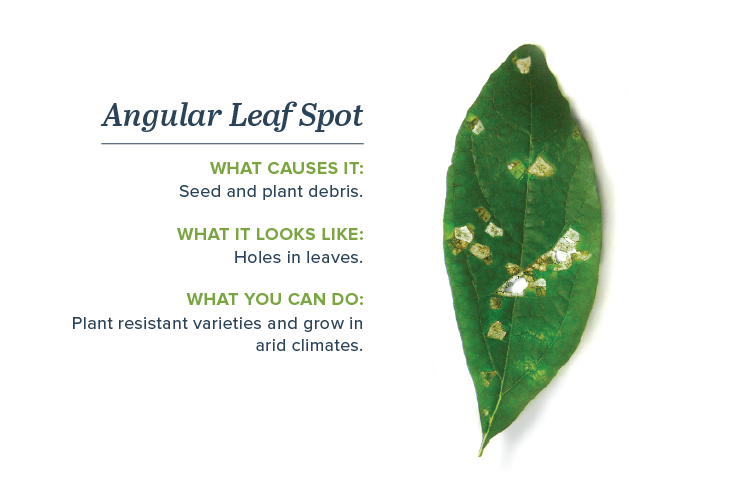 Angular Leaf Spot
WHAT CAUSES IT:
Seed and plant debris.
WHAT IT LOOKS LIKE:
Holes in leaves.
WHAT YOU CAN DO:
Plant resistant varieties and grow in
arid climates.